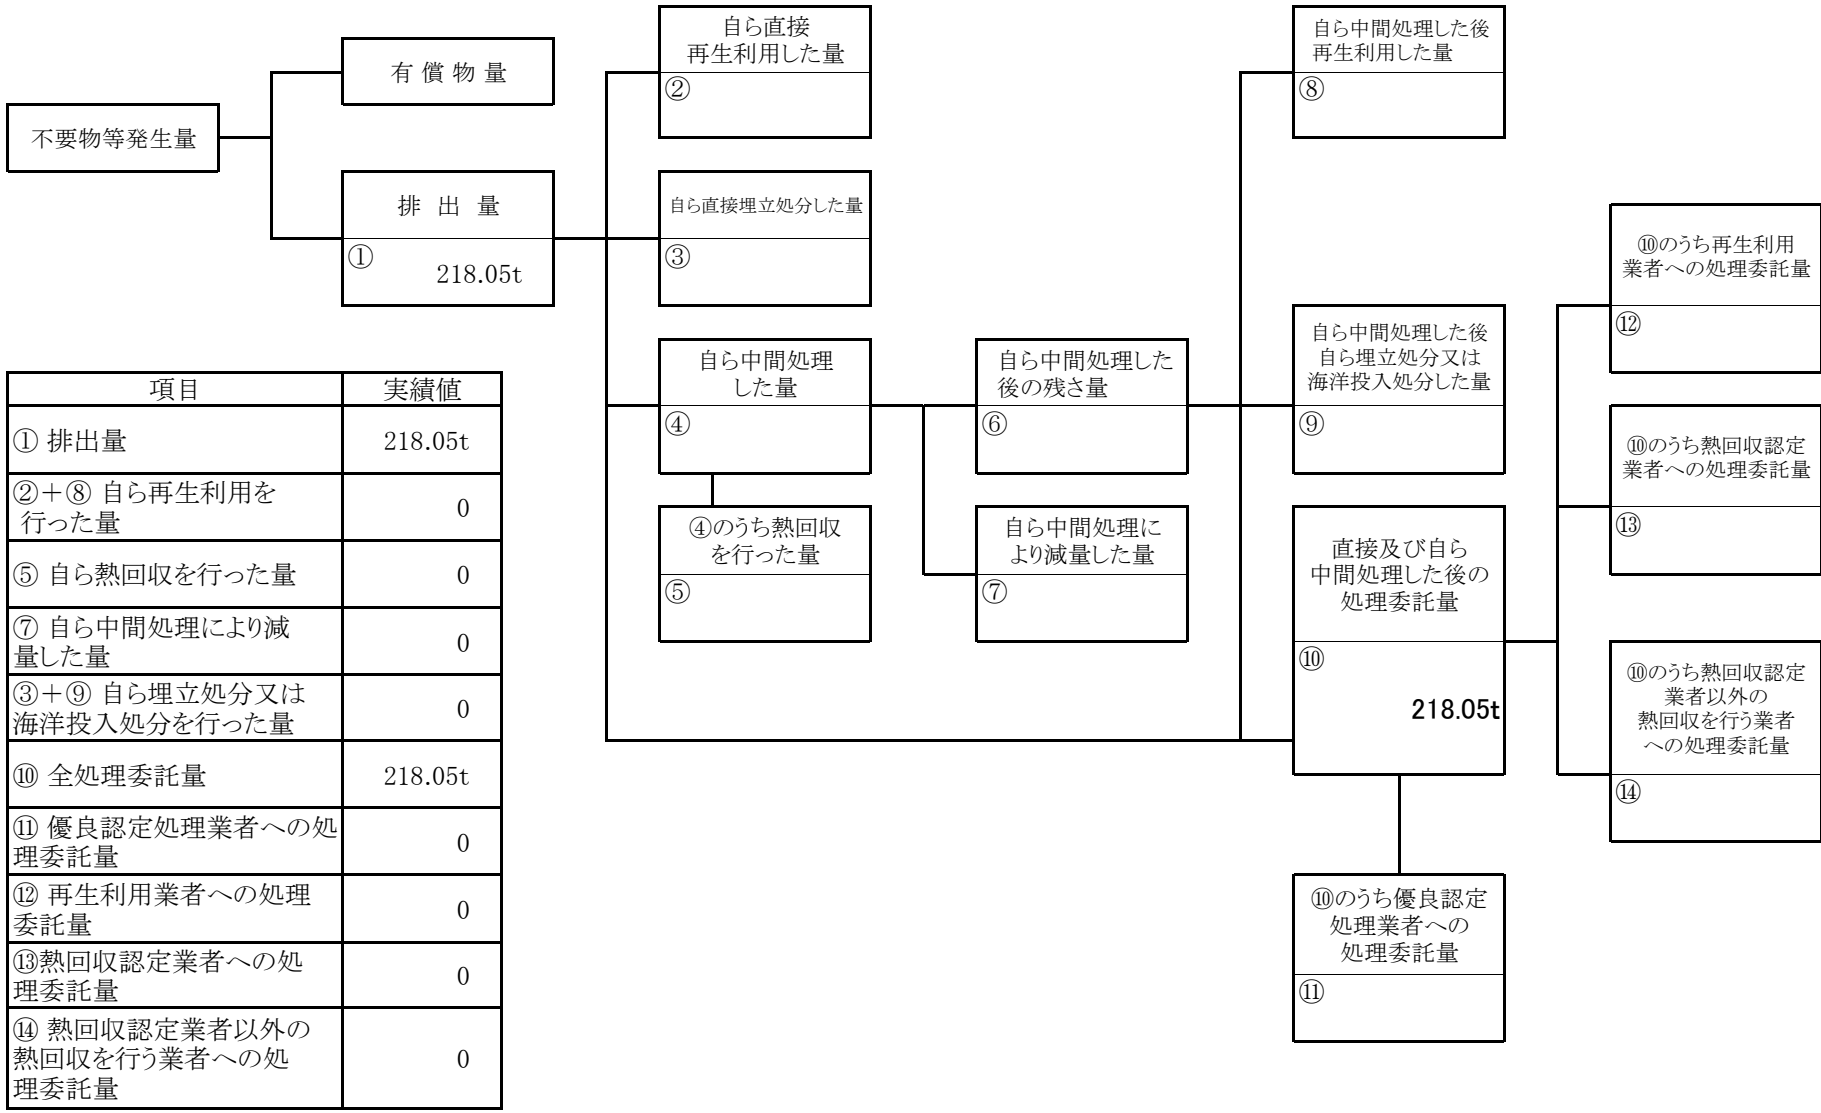 不要物等発生量
有償物量
排出量
①
218.05t
自ら直接
再生利用した量
②
自ら直接埋立処分した量
③
自ら中間処理
した量
④
④のうち熱回収
を行った量
⑤
自ら中間処理した
後の残さ量
⑥
自ら中間処理に
より減量した量
⑦
自ら中間処理した後
再生利用した量
⑧
自ら中間処理した後
自ら埋立処分又は
海洋投入処分した量
⑨
直接及び自ら
中間処理した後の
処理委託量
⑩
218.05t
⑩のうち優良認定
処理業者への
処理委託量
⑪
⑩のうち再生利用
業者への処理委託量
⑫
⑩のうち熱回収認定
業者への処理委託量
⑬
⑩のうち熱回収認定
業者以外の
熱回収を行う業者
への処理委託量
⑭
項目 実績値
① 排出量 218.05t
②＋⑧ 自ら再生利用を
行った量 0
⑤ 自ら熱回収を行った量 0
⑦ 自ら中間処理により減
量した量 0
③＋⑨ 自ら埋立処分又は
海洋投入処分を行った量 0
⑩ 全処理委託量 218.05t
⑪ 優良認定処理業者への処
理委託量 0
⑫ 再生利用業者への処理
委託量 0
⑬熱回収認定業者への処
理委託量 0
⑭ 熱回収認定業者以外の
熱回収を行う業者への処
理委託量 0